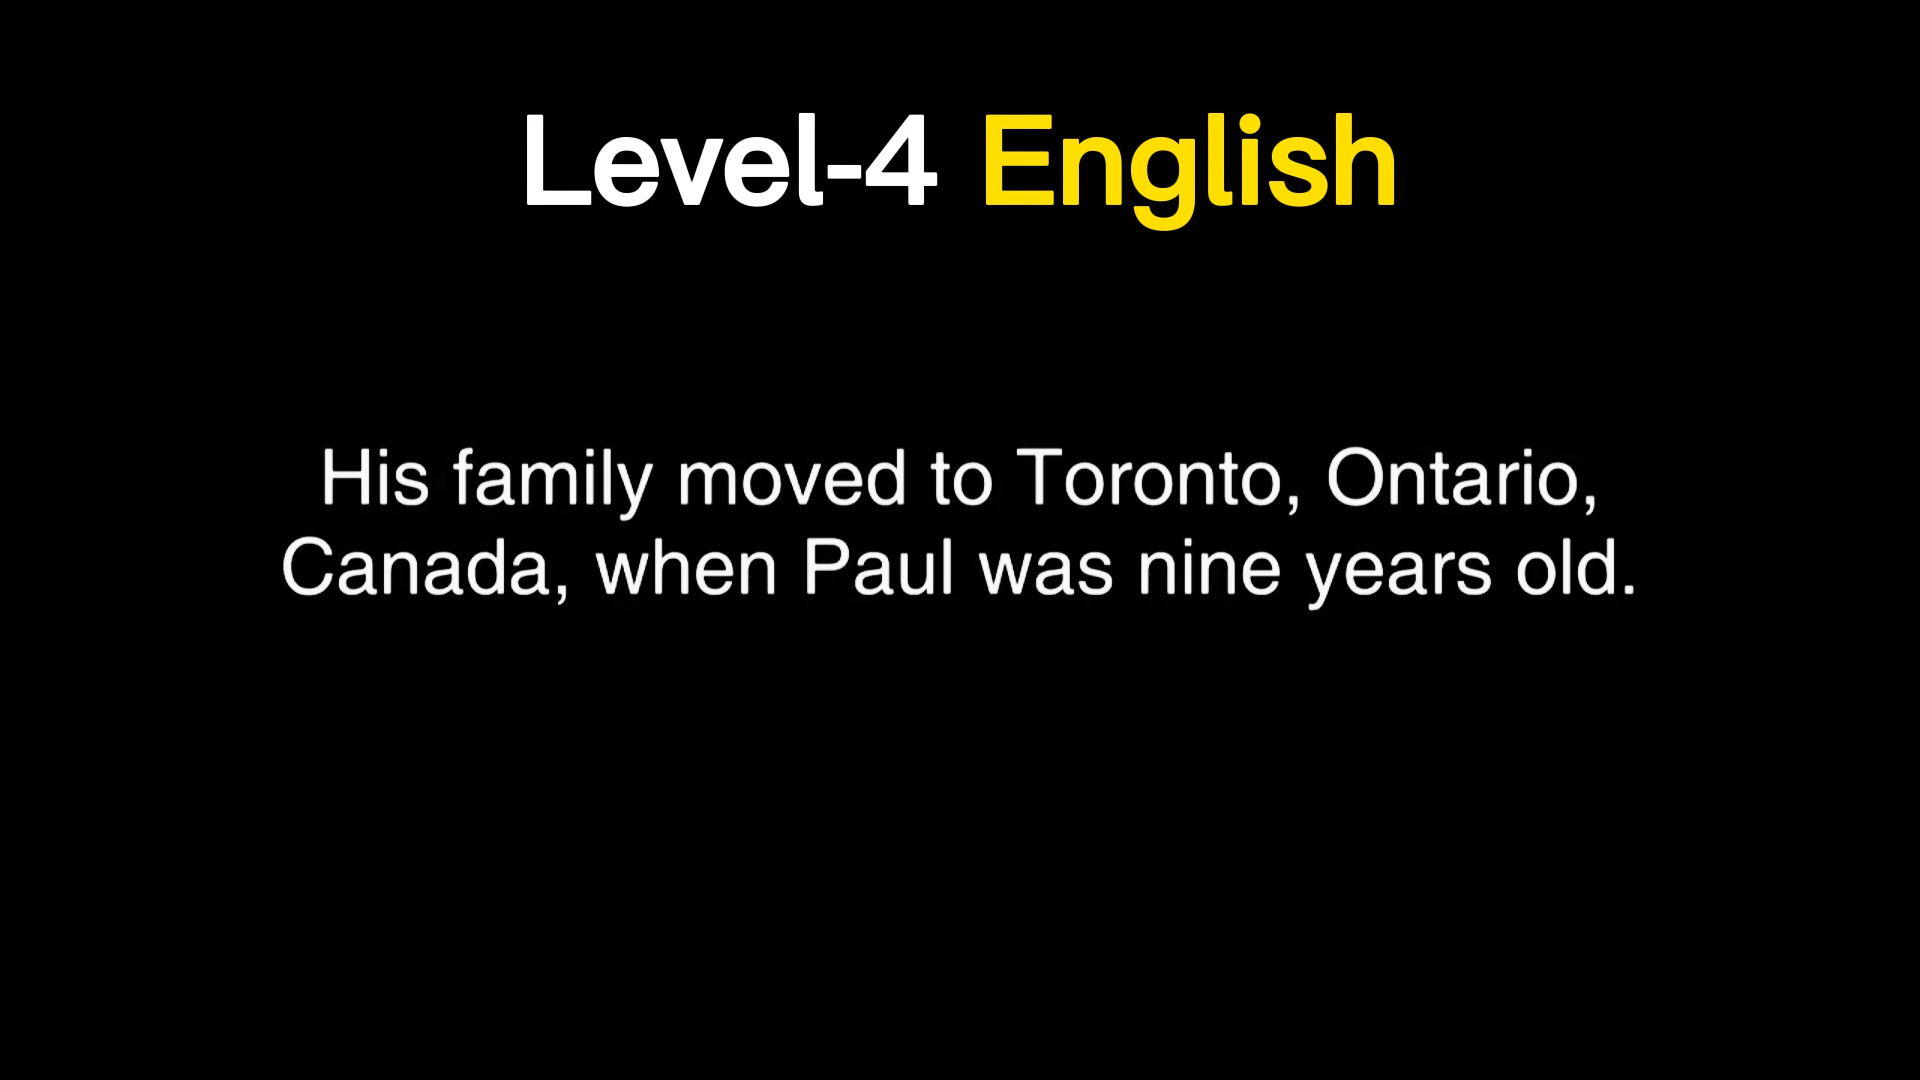 Level-4 English
His family moved to Toronto, Ontario,
Canada, when Paul was nine years old.